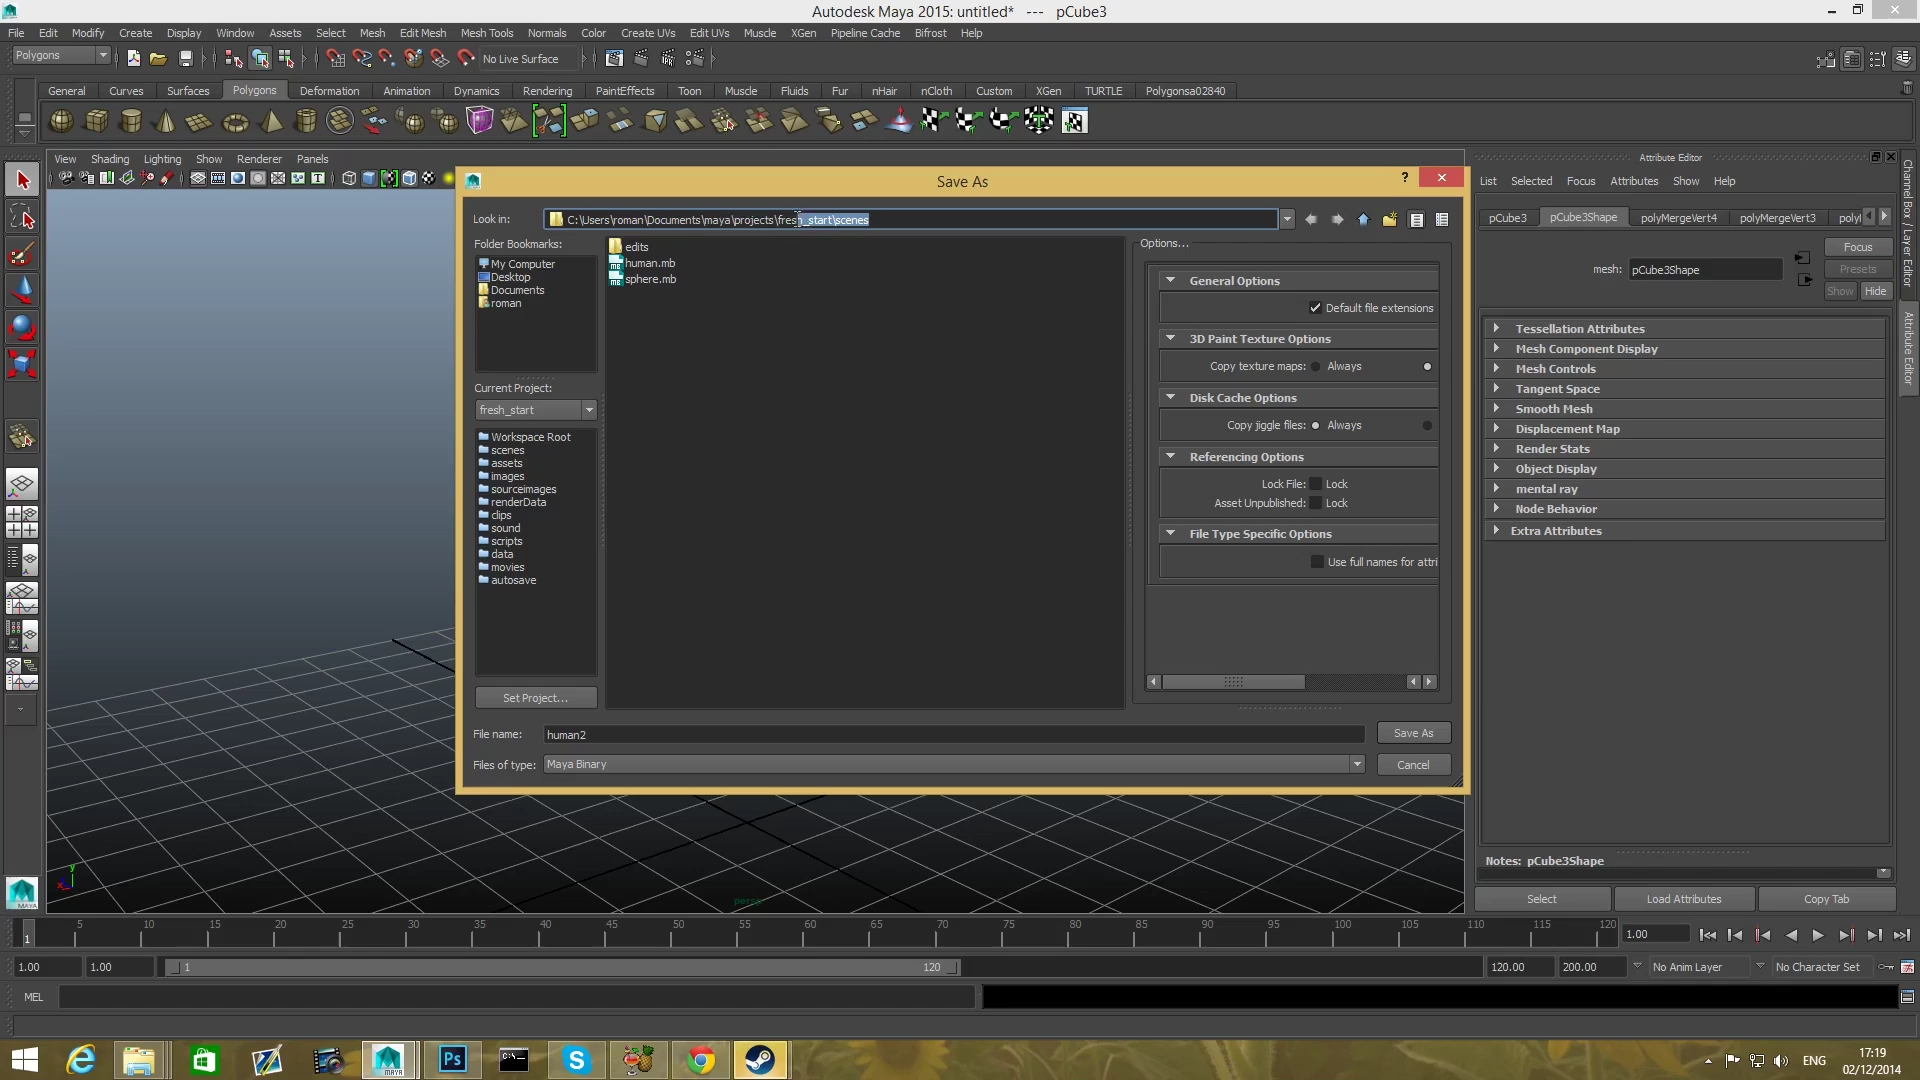 Autodesk Maya 2015: untitled* --- pCube3
File Edit Modify Create Display Window Assets Select Mesh Edit Mesh Mesh Tools Normals Color Create UVs Edit UVs Muscle XGen Pipeline Cache Bifrost Help
Polygons
No Live Surface
General Curves Surfaces Polygons Deformation Animation Dynamics Rendering PaintEffects Toon Muscle Fluids Fur nHair nCloth Custom XGen TURTLE Polygonsa02840
View Shading Lighting Show Renderer Panels
Attribute Editor
List Selected Focus Attributes Show Help
pCube3 pCube3Shape polyMergeVert4 polyMergeVert3
mesh: pCube3Shape
Focus
Presets
Show Hide
Tessellation Attributes
Mesh Component Display
Mesh Controls
Tangent Space
Smooth Mesh
Displacement Map
Render Stats
Object Display
mental ray
Node Behavior
Extra Attributes
Notes: pCube3Shape
Select Load Attributes Copy Tab
Channel Box / Layer Editor
Attribute Editor
Save As
?
Look in: C:\Users\roman\Documents\maya\projects\fresh_start\scenes
Folder Bookmarks:
My Computer
Desktop
Documents
roman
Current Project:
fresh_start
Workspace Root
scenes
assets
images
sourceimages
renderData
clips
sound
scripts
data
movies
autosave
Set Project...
edits
human.mb
sphere.mb
Options...
General Options
Default file extensions
3D Paint Texture Options
Copy texture maps: Always
Disk Cache Options
Copy jiggle files: Always
Referencing Options
Lock File: Lock
Asset Unpublished: Lock
File Type Specific Options
Use full names for attri
File name: human2
Save As
Files of type: Maya Binary
Cancel
persp
y
x
MAYA
1 5 10 15 20 25 30 35 40 45 50 55 60 65 70 75 80 85 90 95 100 105 110 115 120
1.00
1.00 1.00 1 120 120.00 200.00 No Anim Layer No Character Set
MEL
ENG
17:19
02/12/2014